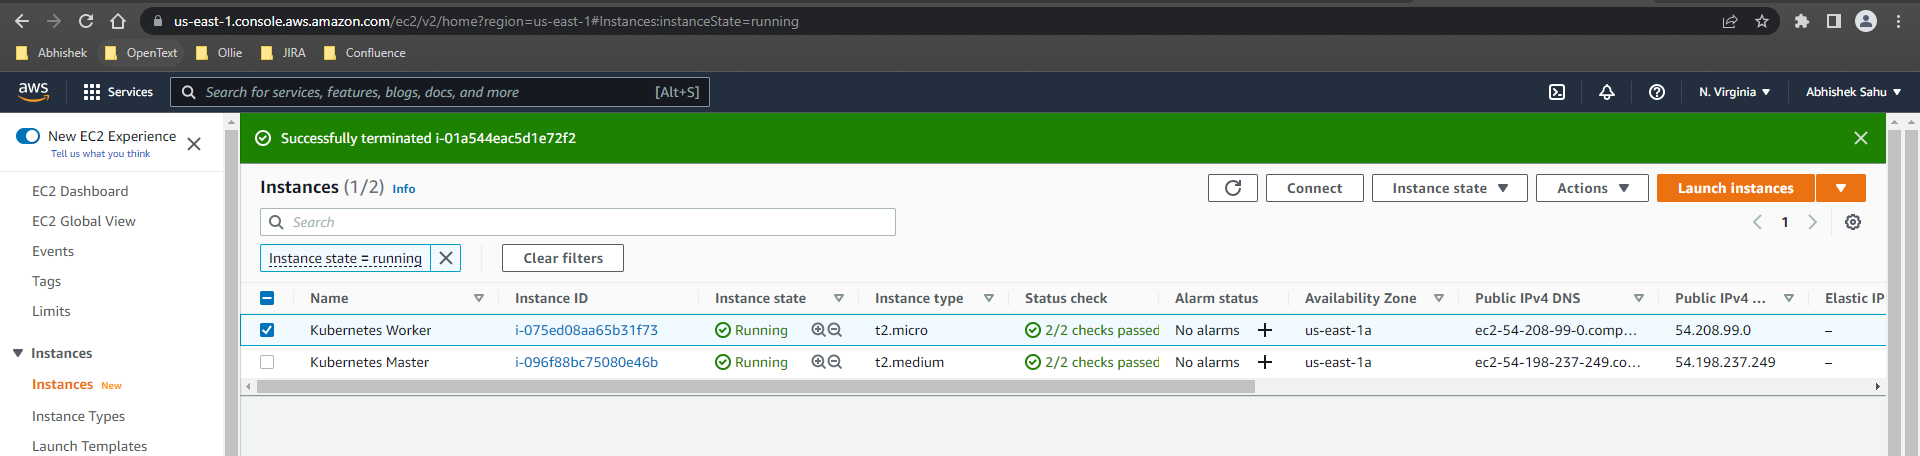 us-east-1.console.aws.amazon.com/ec2/v2/home?region=us-east-1#Instances:instanceState=running
Abhishek OpenText Ollie JIRA Confluence
aws Services Search for services, features, blogs, docs, and more [Alt+S] N. Virginia Abhishek Sahu
New EC2 Experience
Tell us what you think
EC2 Dashboard
EC2 Global View
Events
Tags
Limits
Instances
Instances New
Instance Types
Launch Templates
Successfully terminated i-01a544eac5d1e72f2
Instances (1/2) Info Connect Instance state Actions Launch instances
Search 1
Instance state = running Clear filters
Name Instance ID Instance state Instance type Status check Alarm status Availability Zone Public IPv4 DNS Public IPv4 ... Elastic IP
Kubernetes Worker i-075ed08aa65b31f73 Running t2.micro 2/2 checks passed No alarms + us-east-1a ec2-54-208-99-0.comp... 54.208.99.0 –
Kubernetes Master i-096f88bc75080e46b Running t2.medium 2/2 checks passed No alarms + us-east-1a ec2-54-198-237-249.co... 54.198.237.249 –